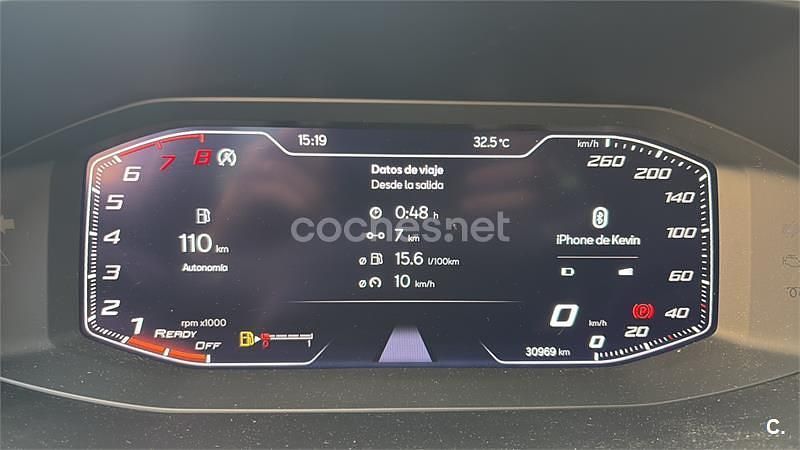 15:19
32.5°C
km/h
Datos de viaje
Desde la salida
0:48 h
7 km
ø 15.6 l/100km
ø 10 km/h
110 km
Autonomía
iPhone de Kevin
8
7
6
5
4
3
2
1
rpm x1000
READY
OFF
0
1
260
200
140
100
60
40
20
0
0 km/h
P
30969 km
coches.net
C.